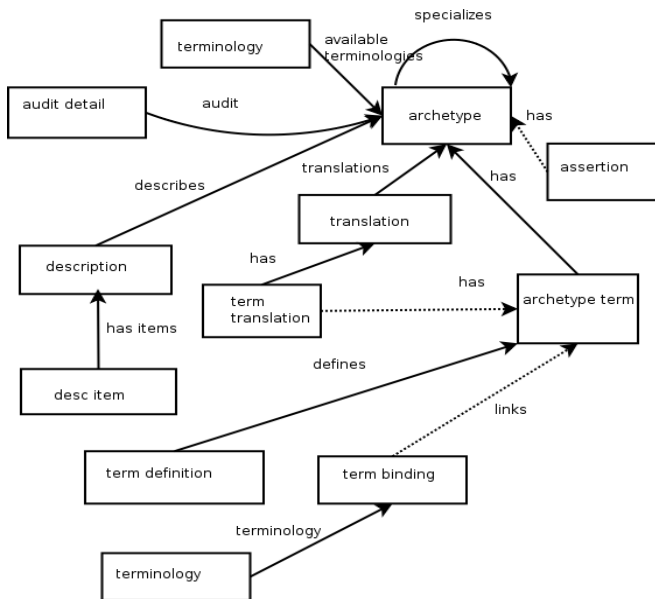 specializes
terminology
available
terminologies
audit detail
audit
archetype
has
describes
translations
has
assertion
translation
description
has
has
term
translation
archetype term
has items
defines
desc item
links
term definition
term binding
terminology
terminology